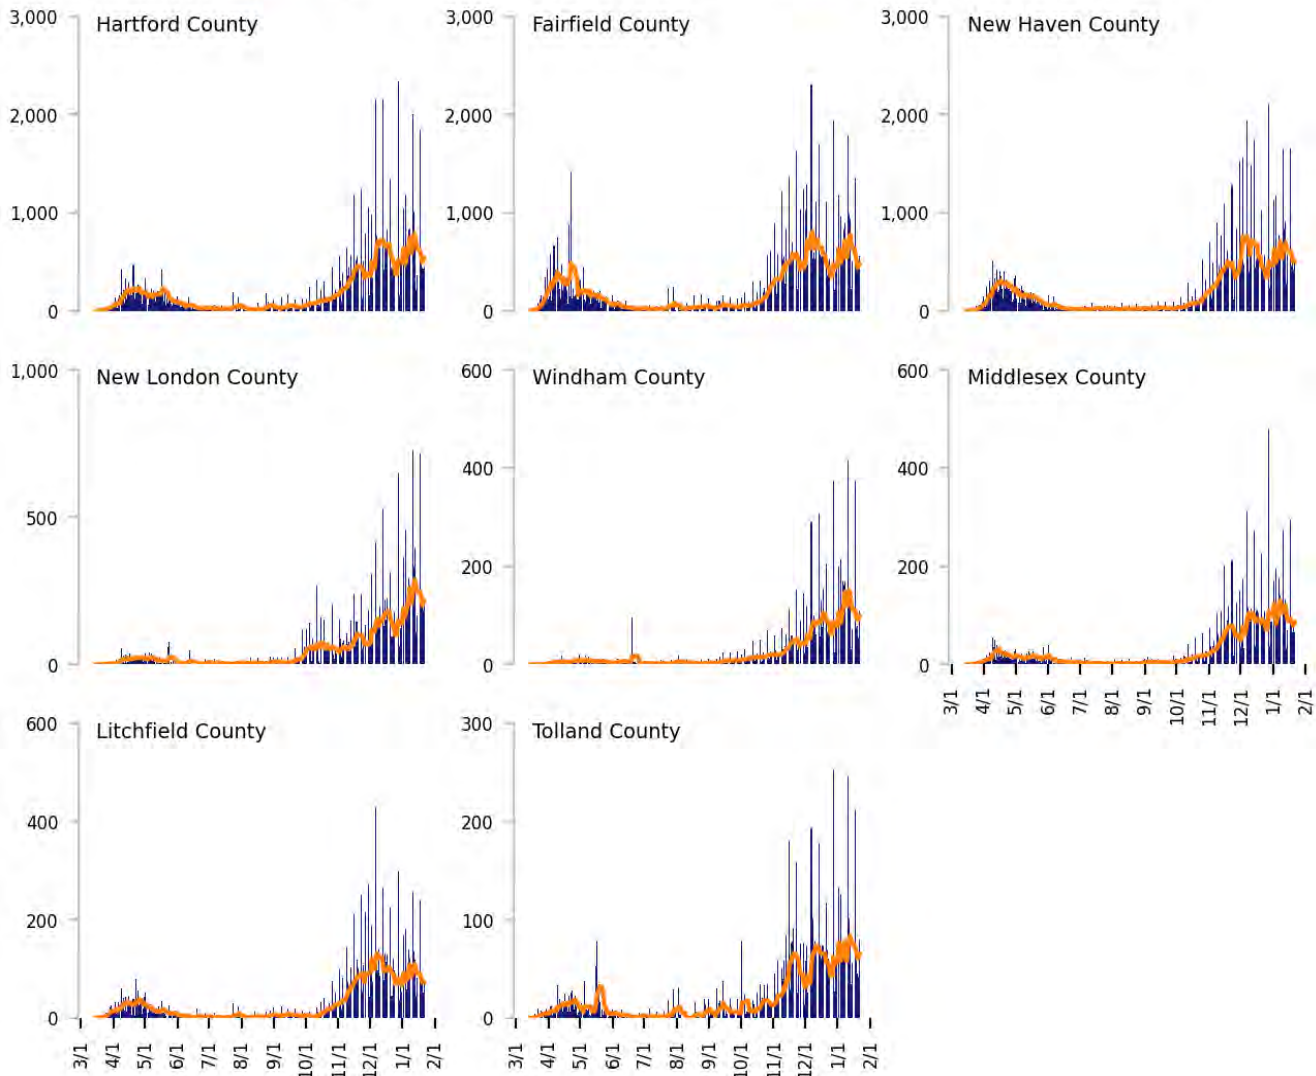 Hartford County
3,000
2,000
1,000
0
Fairfield County
3,000
2,000
1,000
0
New Haven County
3,000
2,000
1,000
0
New London County
1,000
500
0
Windham County
600
400
200
0
Middlesex County
600
400
200
0
3/1 4/1 5/1 6/1 7/1 8/1 9/1 10/1 11/1 12/1 1/1 2/1
Litchfield County
600
400
200
0
3/1 4/1 5/1 6/1 7/1 8/1 9/1 10/1 11/1 12/1 1/1 2/1
Tolland County
300
200
100
0
3/1 4/1 5/1 6/1 7/1 8/1 9/1 10/1 11/1 12/1 1/1 2/1